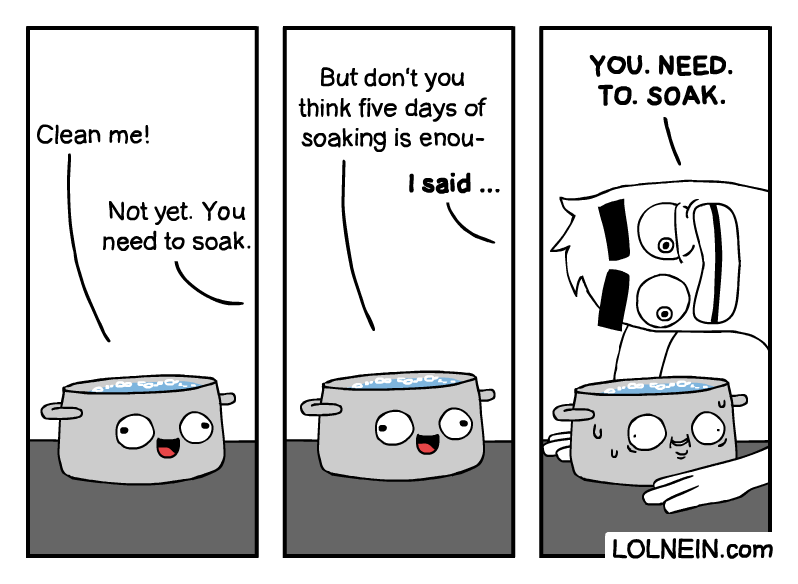 Clean me!
Not yet. You
need to soak.
But don't you
think five days of
soaking is enou-
I said ...
YOU. NEED.
TO. SOAK.
LOLNEIN.com